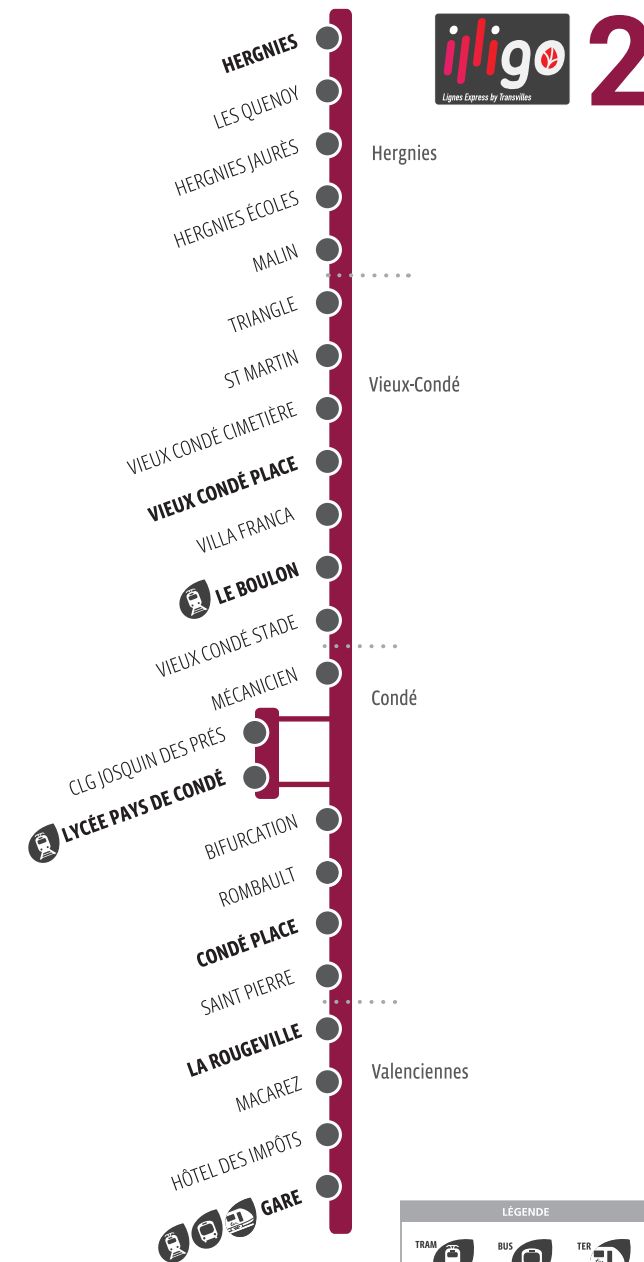 illigo
Lignes Express by Transvilles
2
HERGNIES
LES QUENOY
HERGNIES JAURÈS
Hergnies
HERGNIES ÉCOLES
MALIN
TRIANGLE
ST MARTIN
Vieux-Condé
VIEUX CONDÉ CIMETIÈRE
VIEUX CONDÉ PLACE
VILLA FRANCA
LE BOULON
VIEUX CONDÉ STADE
MÉCANICIEN
Condé
CLG JOSQUIN DES PRÉS
LYCÉE PAYS DE CONDÉ
BIFURCATION
ROMBAULT
CONDÉ PLACE
SAINT PIERRE
LA ROUGEVILLE
Valenciennes
MACAREZ
HÔTEL DES IMPÔTS
GARE
LÉGENDE
TRAM BUS TER